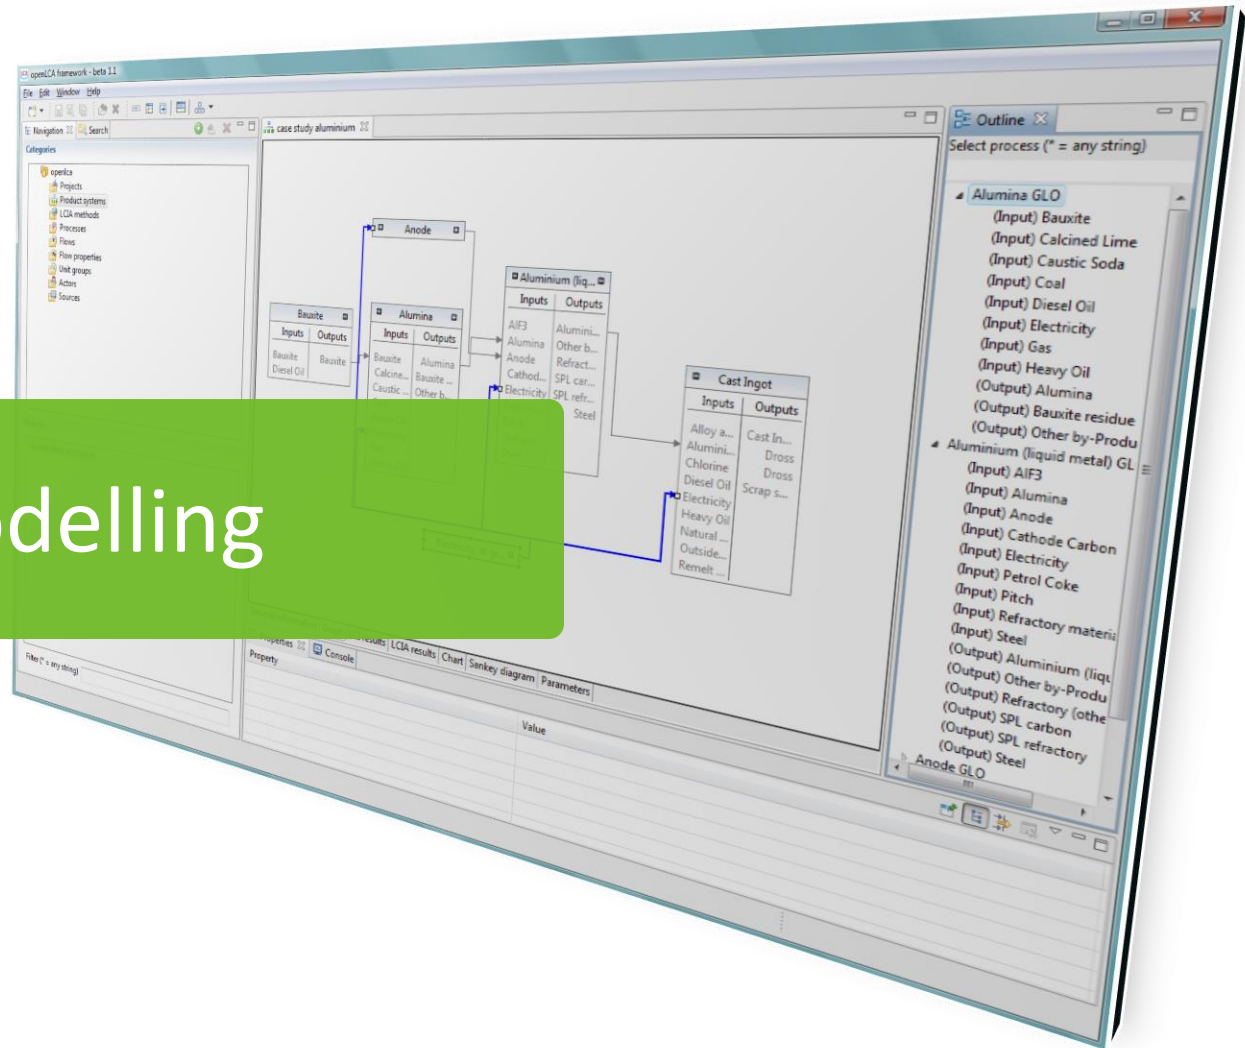 openLCA framework - beta 1.1
File Edit Window Help
Navigation Search
case study aluminium
Categories
openlca
Projects
Product systems
LCIA methods
Processes
Flows
Flow properties
Unit groups
Actors
Sources
Filter (* = any string)
Anode
Bauxite
Inputs Outputs
Bauxite Bauxite
Diesel Oil
Alumina
Inputs Outputs
Bauxite Alumina
Calcine... Bauxite ...
Caustic ... Other b...
Aluminium (liq...
Inputs Outputs
AlF3 Alumini...
Alumina Other b...
Anode Refract...
Cathod... SPL car...
Electricity SPL refr...
Steel
Cast Ingot
Inputs Outputs
Alloy a... Cast In...
Alumini... Dross
Chlorine Dross
Diesel Oil Scrap s...
Electricity
Heavy Oil
Natural ...
Outside...
Remelt ...
odelling
results LCIA results Chart Sankey diagram Parameters
Properties Console
Property Value
Outline
Select process (* = any string)
Alumina GLO
(Input) Bauxite
(Input) Calcined Lime
(Input) Caustic Soda
(Input) Coal
(Input) Diesel Oil
(Input) Electricity
(Input) Gas
(Input) Heavy Oil
(Output) Alumina
(Output) Bauxite residue
(Output) Other by-Produ
Aluminium (liquid metal) GL
(Input) AlF3
(Input) Alumina
(Input) Anode
(Input) Cathode Carbon
(Input) Electricity
(Input) Petrol Coke
(Input) Pitch
(Input) Refractory materia
(Input) Steel
(Output) Aluminium (liqu
(Output) Other by-Produ
(Output) Refractory (othe
(Output) SPL carbon
(Output) SPL refractory
(Output) Steel
Anode GLO